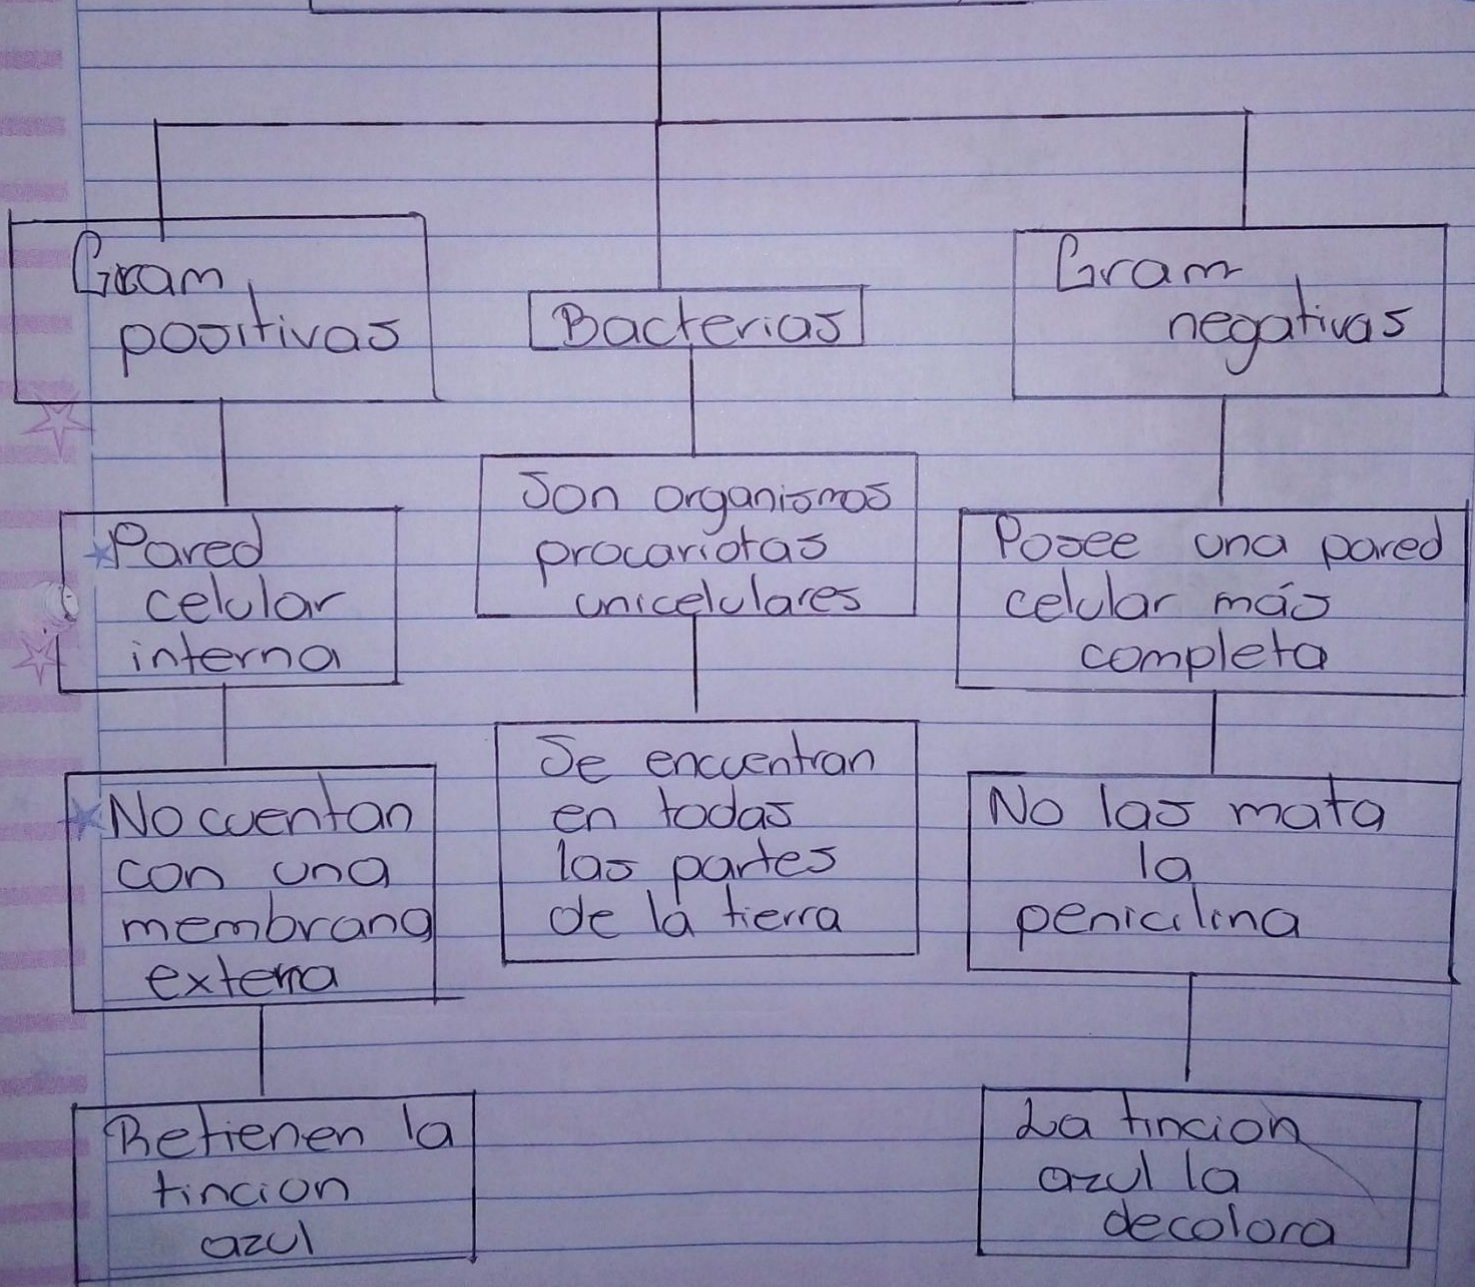 Gram
positivas
Pared
celular
interna
No cuentan
con una
membrana
externa
Retienen la
tincion
azul
Bacterias
Son organismos
procariotas
unicelulares
Se encuentran
en todas
las partes
de la tierra
Gram
negativas
Posee una pared
celular más
completa
No las mata
la
penicilina
La tincion
azul la
decolora